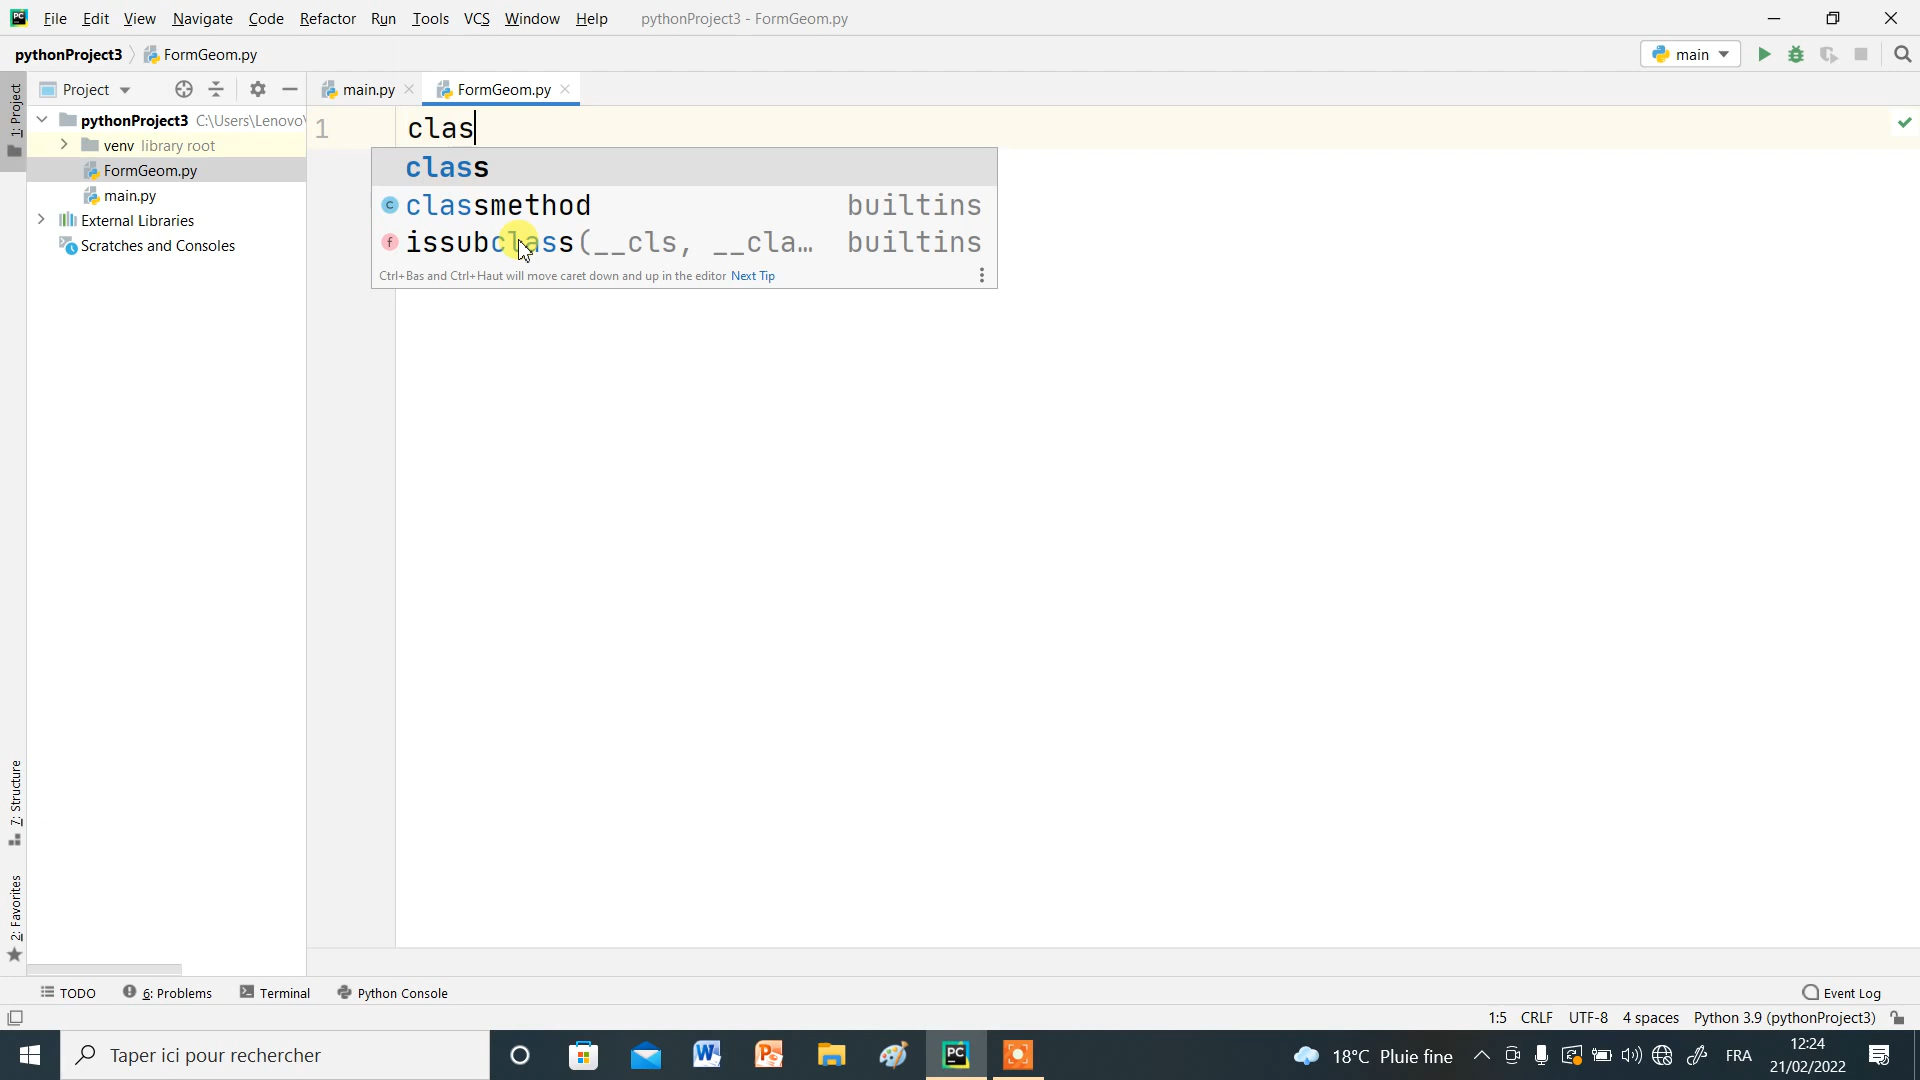 PC File Edit View Navigate Code Refactor Run Tools VCS Window Help pythonProject3 - FormGeom.py
pythonProject3 FormGeom.py main
1: Project
Project main.py FormGeom.py
pythonProject3 C:\Users\Lenovo\
venv library root
FormGeom.py
main.py
External Libraries
Scratches and Consoles
1 clas
class
c classmethod builtins
f issubclass(__cls, __cla… builtins
Ctrl+Bas and Ctrl+Haut will move caret down and up in the editor Next Tip
7: Structure
2: Favorites
TODO 6: Problems Terminal Python Console Event Log
1:5 CRLF UTF-8 4 spaces Python 3.9 (pythonProject3)
Taper ici pour rechercher PC 18°C Pluie fine FRA 12:24
21/02/2022